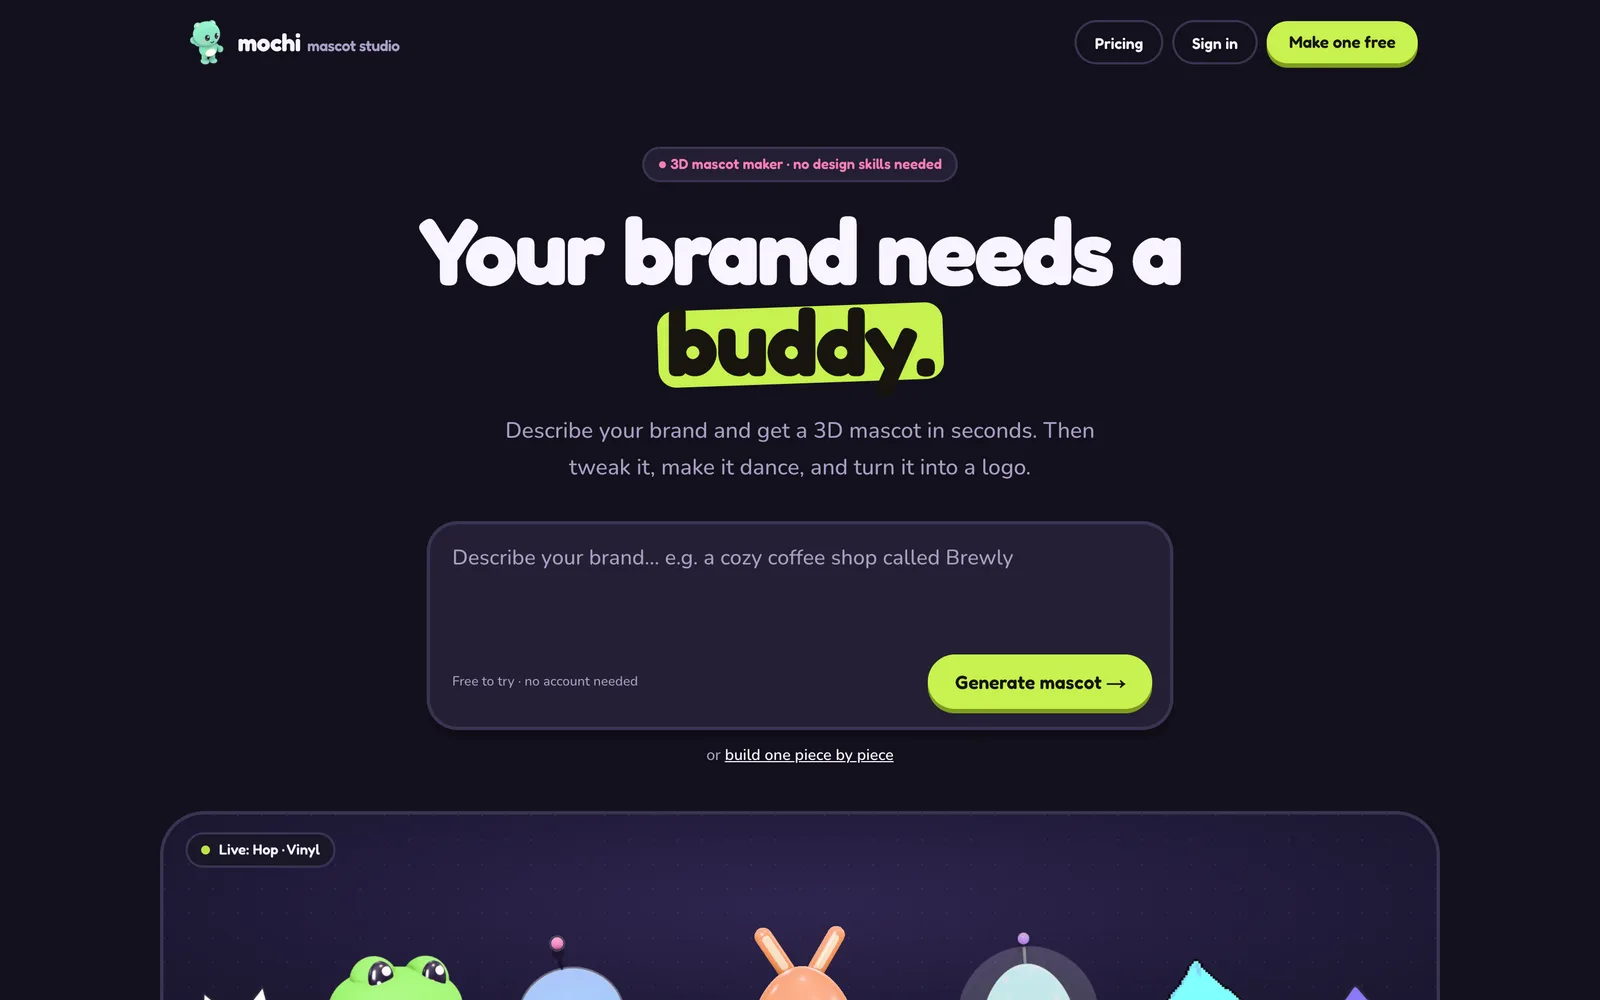 mochi mascot studio
Pricing
Sign in
Make one free
3D mascot maker · no design skills needed
Your brand needs a
buddy.
Describe your brand and get a 3D mascot in seconds. Then
tweak it, make it dance, and turn it into a logo.
Describe your brand... e.g. a cozy coffee shop called Brewly
Free to try · no account needed
Generate mascot →
or build one piece by piece
Live: Hop · Vinyl